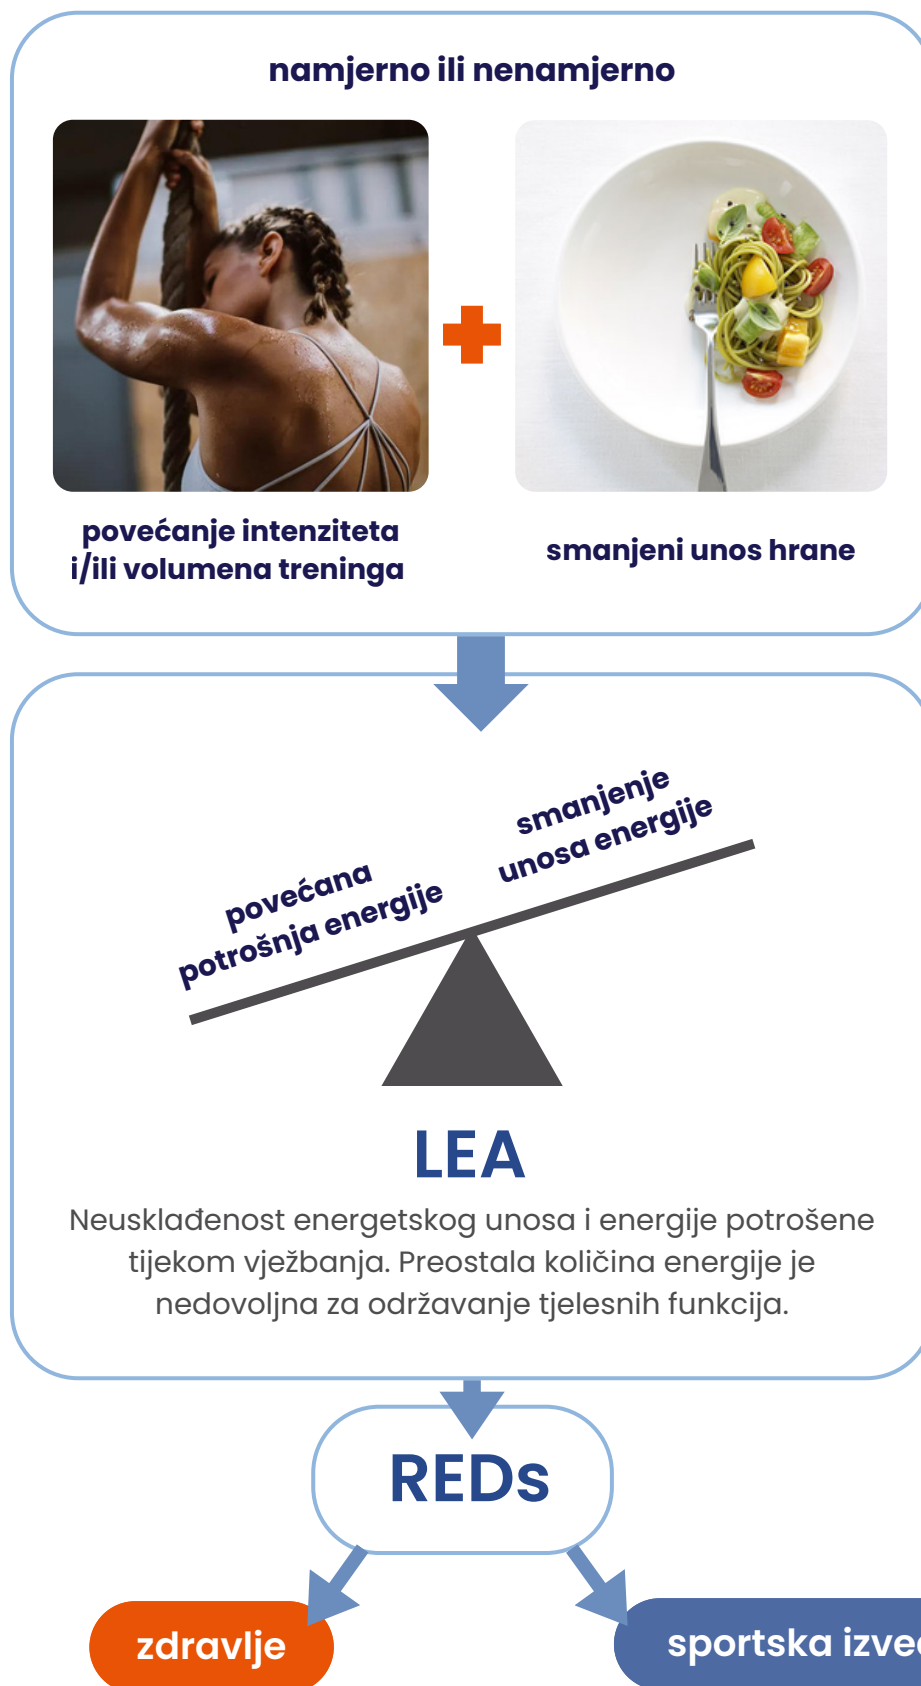 namjerno ili nenamjerno
povećanje intenziteta
i/ili volumena treninga
smanjeni unos hrane
smanjenje
unosa energije
povećana
potrošnja energije
LEA
Neusklađenost energetskog unosa i energije potrošene
tijekom vježbanja. Preostala količina energije je
nedovoljna za održavanje tjelesnih funkcija.
REDs
zdravlje
sportska